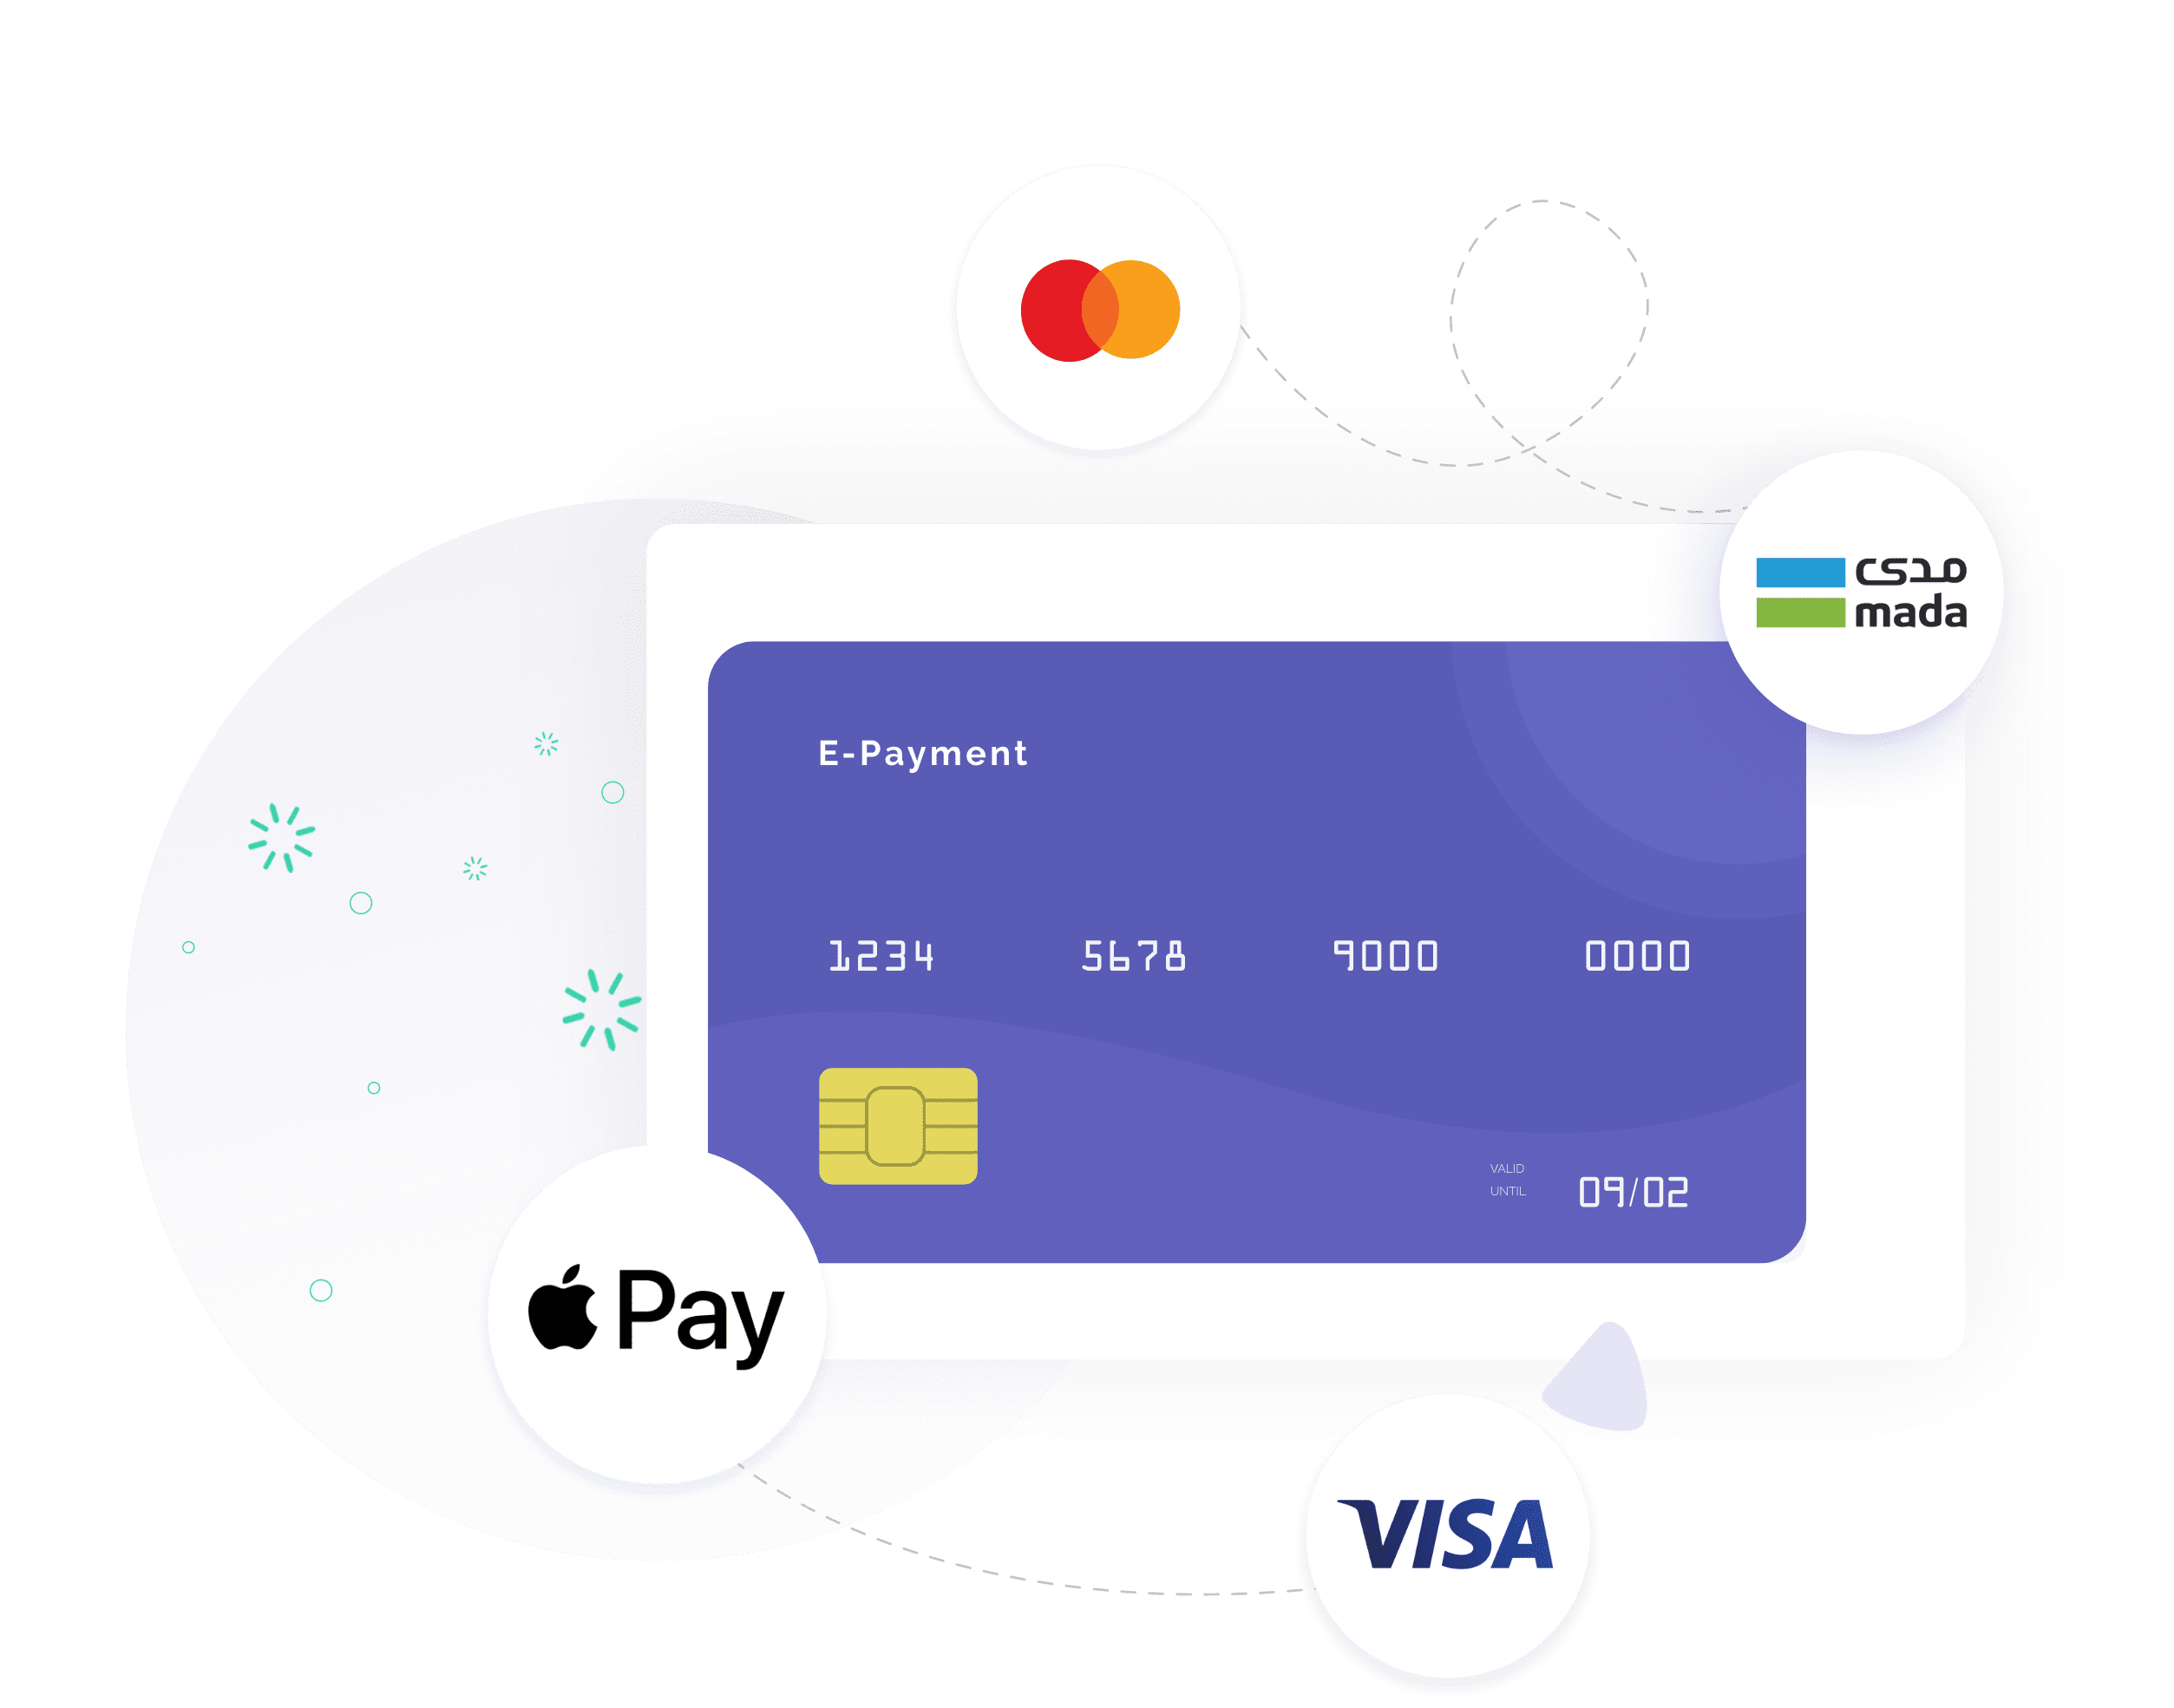 مدى
mada
E-Payment
1234 5678 9000 0000
VALID
UNTIL
09/02
Pay
VISA